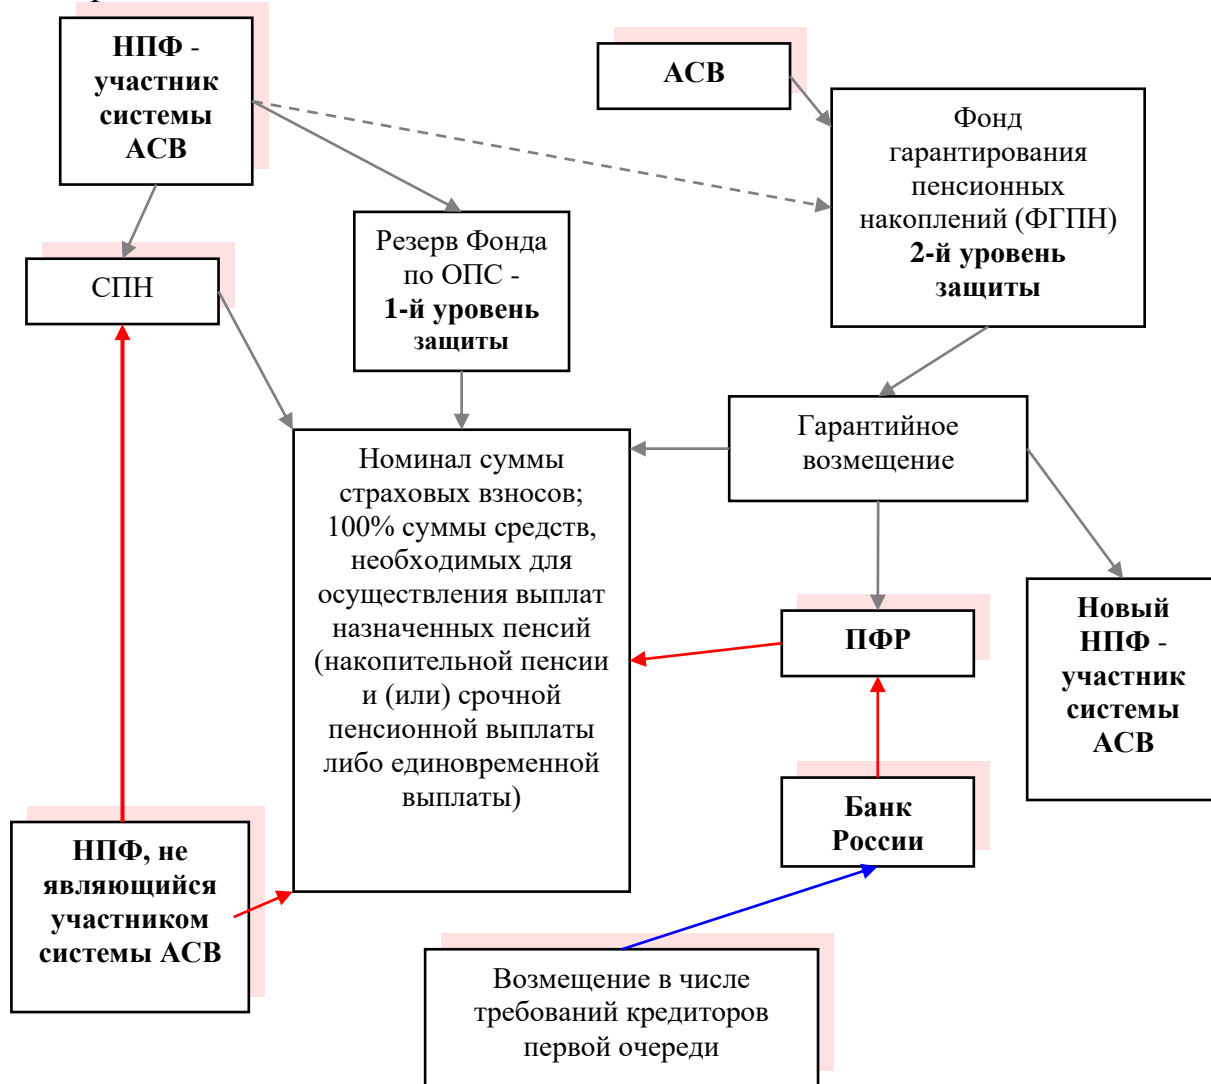 НПФ -
участник
системы
АСВ
АСВ
Фонд
гарантирования
пенсионных
накоплений (ФГПН)
2-й уровень
защиты
Резерв Фонда
по ОПС -
1-й уровень
защиты
СПН
Гарантийное
возмещение
Номинал суммы
страховых взносов;
100% суммы средств,
необходимых для
осуществления выплат
назначенных пенсий
(накопительной пенсии
и (или) срочной
пенсионной выплаты
либо единовременной
выплаты)
ПФР
Новый
НПФ -
участник
системы
АСВ
Банк
России
НПФ, не
являющийся
участником
системы АСВ
Возмещение в числе
требований кредиторов
первой очереди